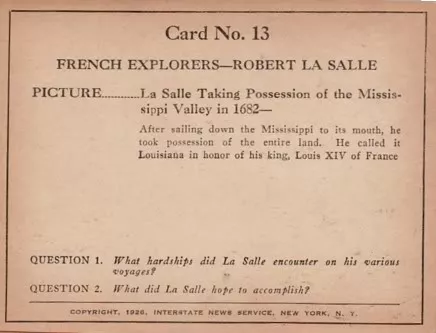 Card No. 13
FRENCH EXPLORERS—ROBERT LA SALLE
PICTURE............La Salle Taking Possession of the Missis-
sippi Valley in 1682—
After sailing down the Mississippi to its mouth, he
took possession of the entire land. He called it
Louisiana in honor of his king, Louis XIV of France
QUESTION 1. What hardships did La Salle encounter on his various
voyages?
QUESTION 2. What did La Salle hope to accomplish?
COPYRIGHT, 1926, INTERSTATE NEWS SERVICE, NEW YORK, N. Y.